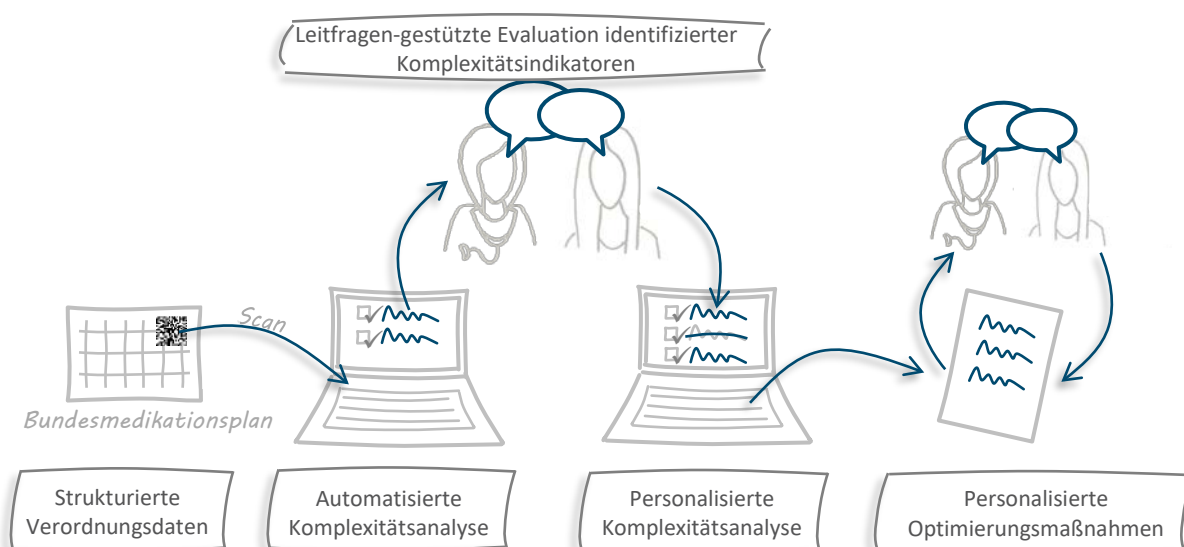 Leitfragen-gestützte Evaluation identifizierter
Komplexitätsindikatoren
Scan
Bundesmedikationsplan
Strukturierte
Verordnungsdaten
Automatisierte
Komplexitätsanalyse
Personalisierte
Komplexitätsanalyse
Personalisierte
Optimierungsmaßnahmen